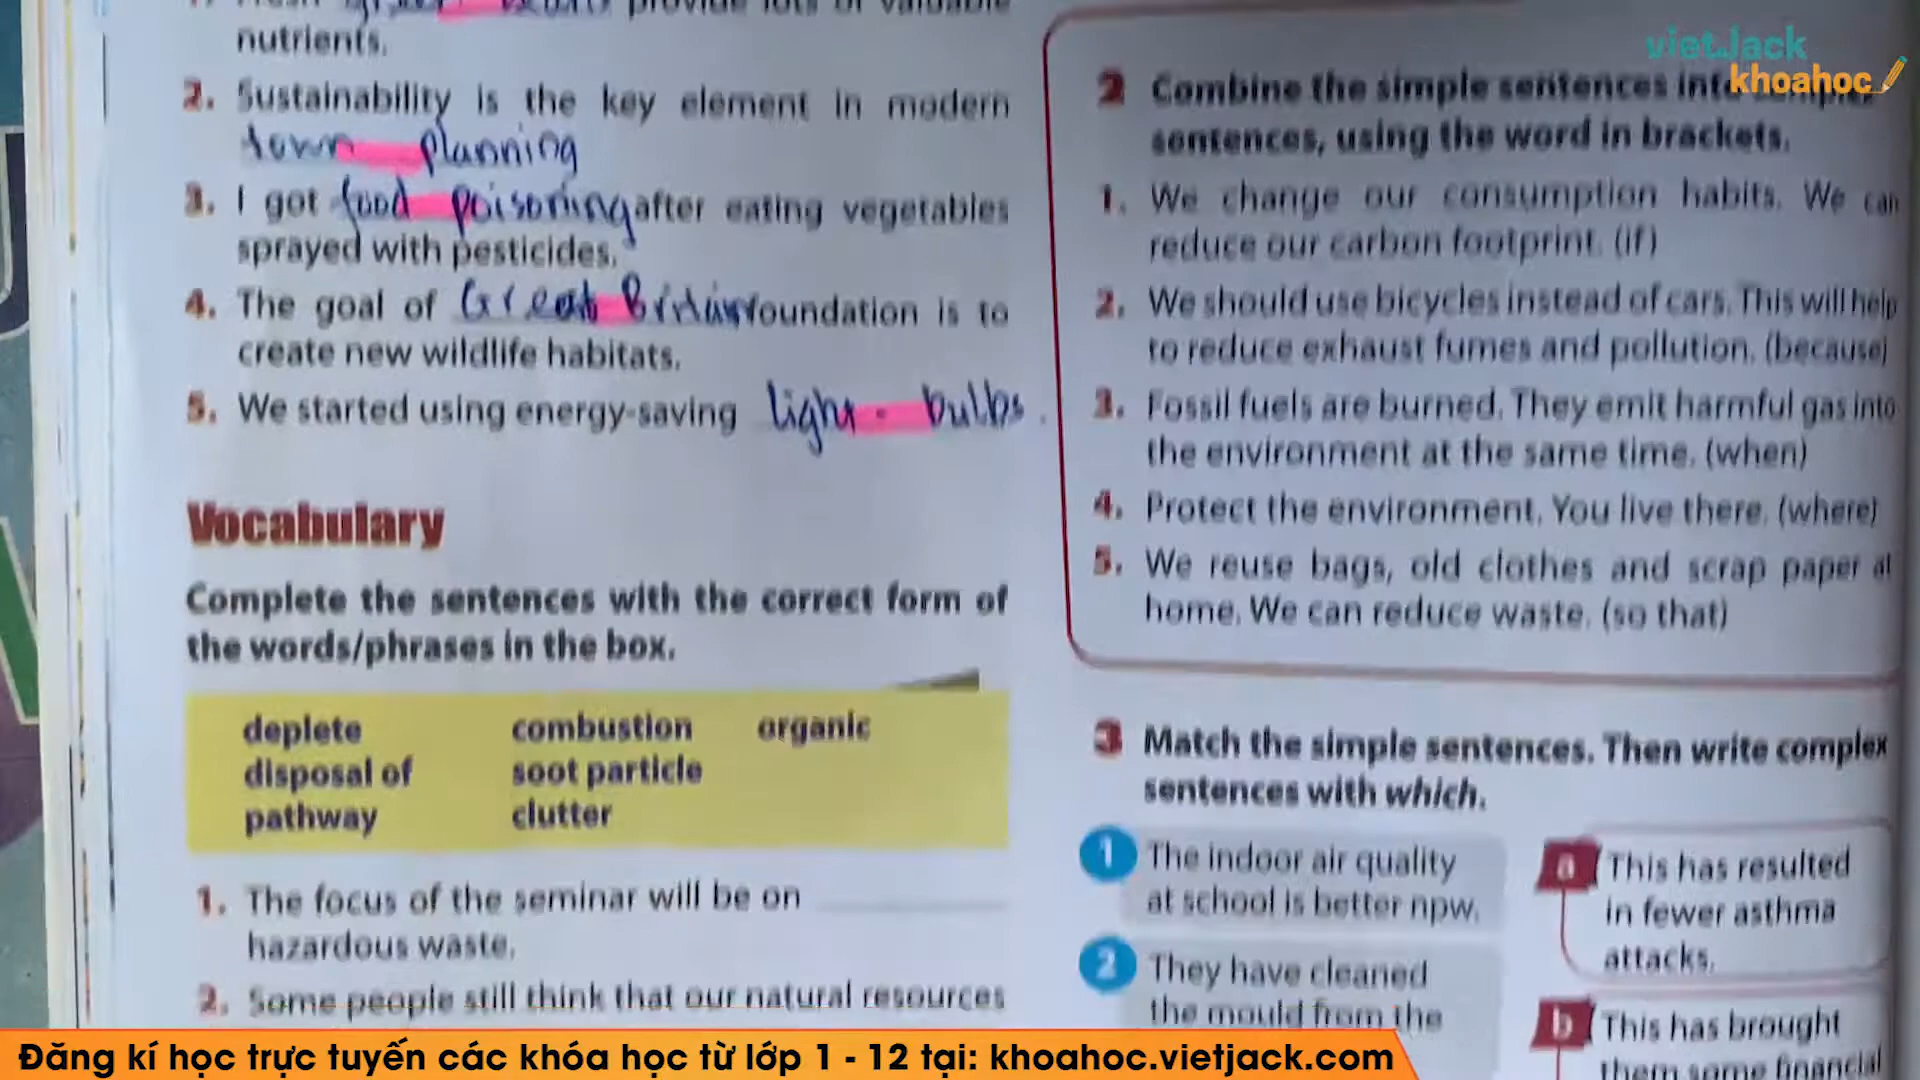 1. Fresh green beans provide lots of valuable
nutrients.
2. Sustainability is the key element in modern
town planning
3. I got food poisoning after eating vegetables
sprayed with pesticides.
4. The goal of Great Britain foundation is to
create new wildlife habitats.
5. We started using energy-saving light bulbs.
Vocabulary
Complete the sentences with the correct form of
the words/phrases in the box.
deplete combustion organic
disposal of soot particle
pathway clutter
1. The focus of the seminar will be on
hazardous waste.
2. Some people still think that our natural resources
vietJack
khoahoc
2 Combine the simple sentences into complex
sentences, using the word in brackets.
1. We change our consumption habits. We can
reduce our carbon footprint. (if)
2. We should use bicycles instead of cars. This will help
to reduce exhaust fumes and pollution. (because)
3. Fossil fuels are burned. They emit harmful gas into
the environment at the same time. (when)
4. Protect the environment. You live there. (where)
5. We reuse bags, old clothes and scrap paper at
home. We can reduce waste. (so that)
3 Match the simple sentences. Then write complex
sentences with which.
1 The indoor air quality
at school is better npw.
2 They have cleaned
the mould from the
a This has resulted
in fewer asthma
attacks.
b This has brought
them some financial
Đăng kí học trực tuyến các khóa học từ lớp 1 - 12 tại: khoahoc.vietjack.com